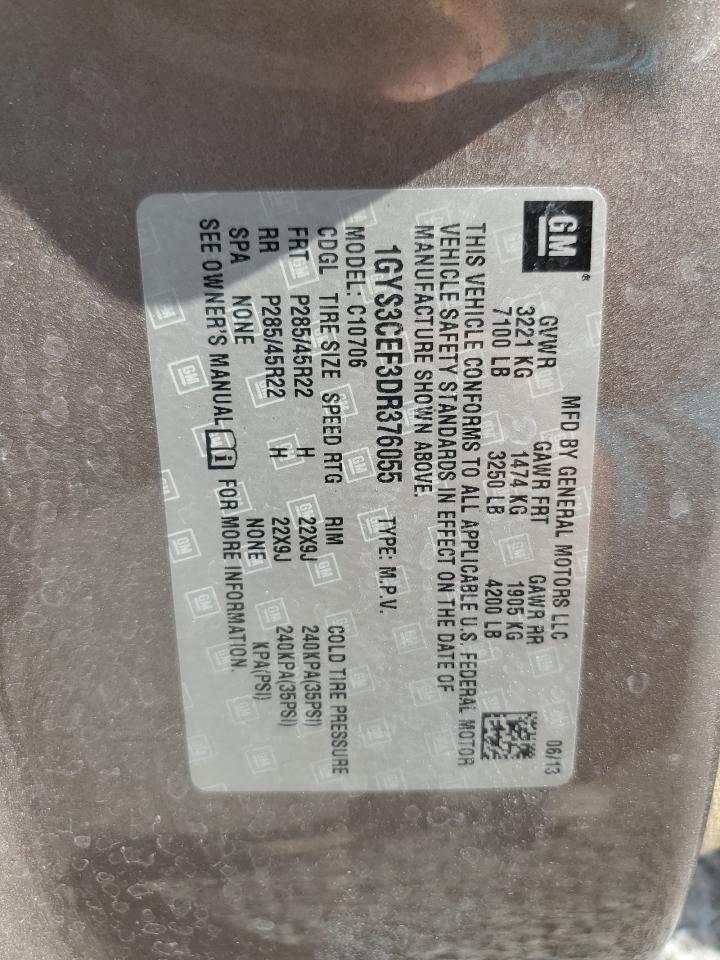 GM®
MFD BY GENERAL MOTORS LLC 06/13
GVWR GAWR FRT GAWR RR
3221 KG 1474 KG 1905 KG
7100 LB 3250 LB 4200 LB
THIS VEHICLE CONFORMS TO ALL APPLICABLE U.S. FEDERAL MOTOR
VEHICLE SAFETY STANDARDS IN EFFECT ON THE DATE OF
MANUFACTURE SHOWN ABOVE.
1GYS3CEF3DR376055 TYPE: M.P.V.
MODEL: C10706
CDGL TIRE SIZE SPEED RTG RIM COLD TIRE PRESSURE
FRT P285/45R22 H 22X9J 240KPA(35PSI)
RR P285/45R22 H 22X9J 240KPA(35PSI)
SPA NONE NONE KPA(PSI)
SEE OWNER'S MANUAL FOR MORE INFORMATION.